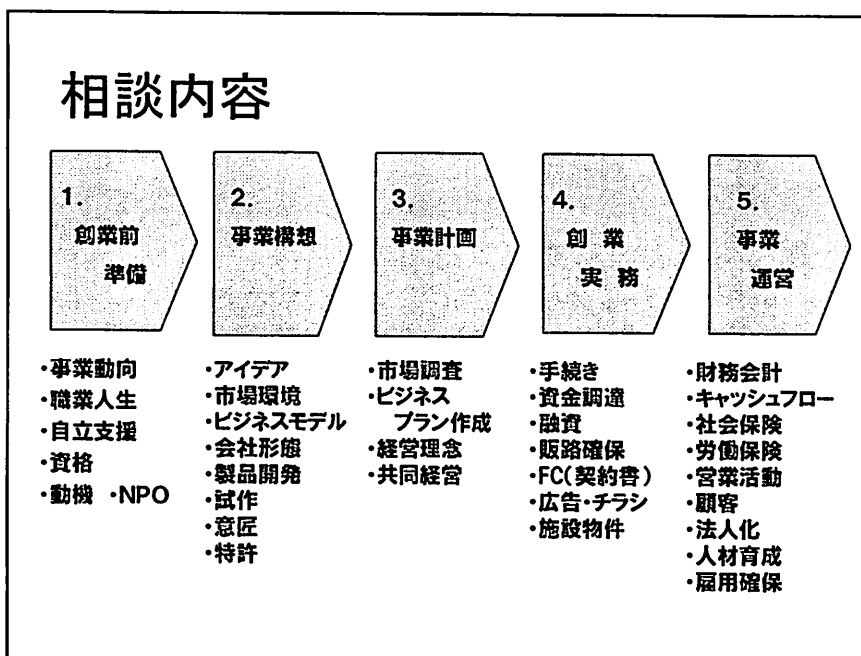 相談内容
1.
創業前
準備
2.
事業構想
3.
事業計画
4.
創 業
実 務
5.
事業
運営
・事業動向
・職業人生
・自立支援
・資格
・動機 ・NPO
・アイデア
・市場環境
・ビジネスモデル
・会社形態
・製品開発
・試作
・意匠
・特許
・市場調査
・ビジネス
プラン作成
・経営理念
・共同経営
・手続き
・資金調達
・融資
・販路確保
・FC(契約書)
・広告・チラシ
・施設物件
・財務会計
・キャッシュフロー
・社会保険
・労働保険
・営業活動
・顧客
・法人化
・人材育成
・雇用確保